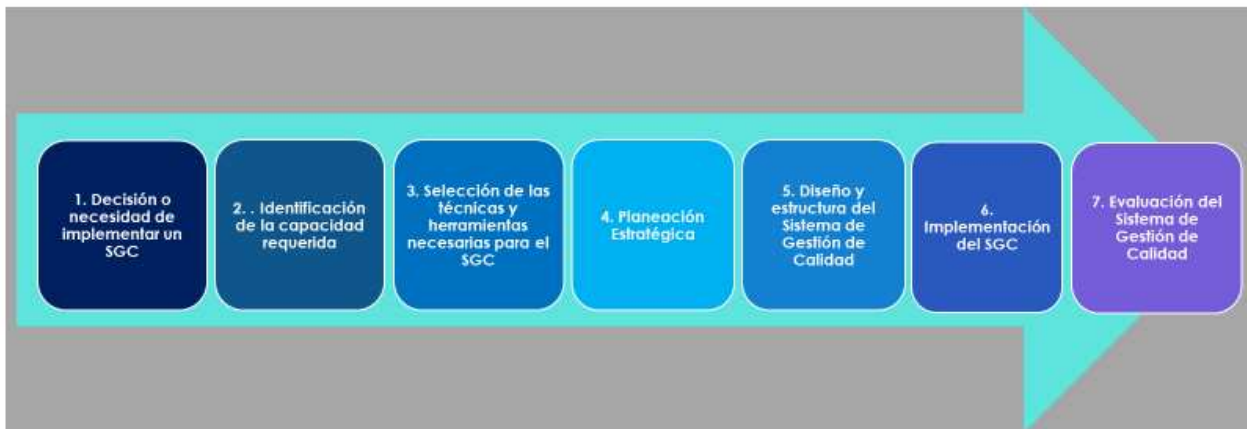 1. Decisión o
necesidad de
implementar un
SGC
2. . Identificación
de la capacidad
requerida
3. Selección de las
técnicas y
herramientas
necesarias para el
SGC
4. Planeación
Estratégica
5. Diseño y
estructura del
Sistema de
Gestión de
Calidad
6.
Implementación
del SGC
7. Evaluación del
Sistema de
Gestión de
Calidad